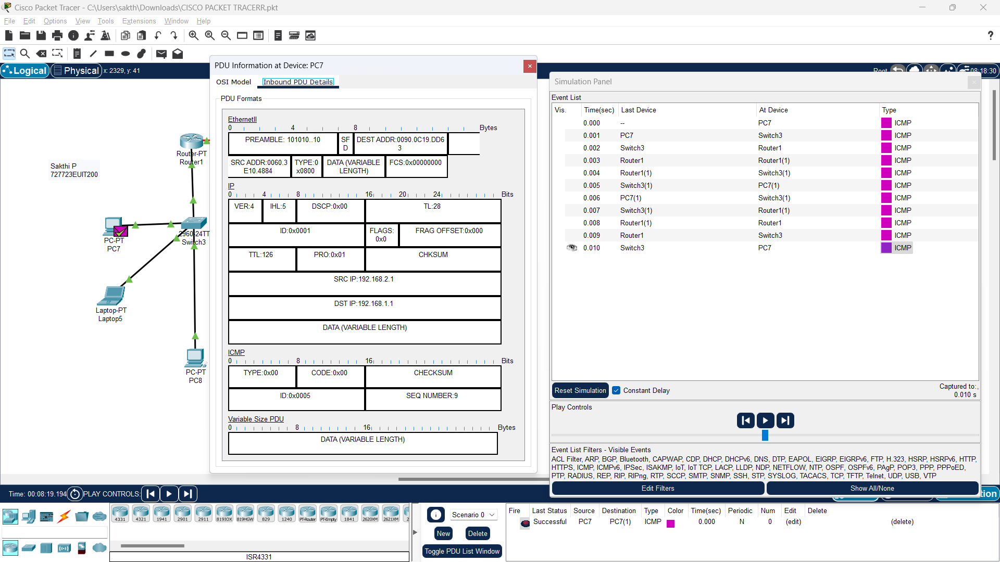 Cisco Packet Tracer - C:\Users\sakth\Downloads\CISCO PACKET TRACERR.pkt
File Edit Options View Tools Extensions Window Help
?
Logical Physical x: 2329, y: 41
Root 08:18:30
Sakthi P
727723EUIT200
Router-PT
Router1
PC-PT
PC7
2960-24TT
Switch3
Laptop-PT
Laptop5
PC-PT
PC8
PDU Information at Device: PC7
OSI Model Inbound PDU Details
PDU Formats
EthernetII
0 4 8 Bytes
PREAMBLE: 101010..10 SF DEST ADDR:0090.0C19.DD6
D 3
SRC ADDR:0060.3 TYPE:0 DATA (VARIABLE FCS:0x00000000
E10.4884 x0800 LENGTH)
IP
0 4 8 16 20 24 Bits
VER:4 IHL:5 DSCP:0x00 TL:28
ID:0x0001 FLAGS: FRAG OFFSET:0x000
0x0
TTL:126 PRO:0x01 CHKSUM
SRC IP:192.168.2.1
DST IP:192.168.1.1
DATA (VARIABLE LENGTH)
ICMP
0 8 16 Bits
TYPE:0x00 CODE:0x00 CHECKSUM
ID:0x0005 SEQ NUMBER:9
Variable Size PDU
0 8 16 Bytes
DATA (VARIABLE LENGTH)
Simulation Panel
Event List
Vis. Time(sec) Last Device At Device Type
0.000 -- PC7 ICMP
0.001 PC7 Switch3 ICMP
0.002 Switch3 Router1 ICMP
0.003 Router1 Router1(1) ICMP
0.004 Router1(1) Switch3(1) ICMP
0.005 Switch3(1) PC7(1) ICMP
0.006 PC7(1) Switch3(1) ICMP
0.007 Switch3(1) Router1(1) ICMP
0.008 Router1(1) Router1 ICMP
0.009 Router1 Switch3 ICMP
0.010 Switch3 PC7 ICMP
Reset Simulation Constant Delay Captured to:
0.010 s
Play Controls
Event List Filters - Visible Events
ACL Filter, ARP, BGP, Bluetooth, CAPWAP, CDP, DHCP, DHCPv6, DNS, DTP, EAPOL, EIGRP, EIGRPv6, FTP, H.323, HSRP, HSRPv6, HTTP,
HTTPS, ICMP, ICMPv6, IPSec, ISAKMP, IoT, IoT TCP, LACP, LLDP, NDP, NETFLOW, NTP, OSPF, OSPFv6, PAgP, POP3, PPP, PPPoED,
PTP, RADIUS, REP, RIP, RIPng, RTP, SCCP, SMTP, SNMP, SSH, STP, SYSLOG, TACACS, TCP, TFTP, Telnet, UDP, USB, VTP
Edit Filters Show All/None
Time: 00:08:19.194 PLAY CONTROLS: tion
4331 4321 1941 2901 2911 819IOX 819HGW 829 1240 PT-Router PT-Empty 1841 2620XM 2621XM 2
ISR4331
Scenario 0
New Delete
Toggle PDU List Window
Fire Last Status Source Destination Type Color Time(sec) Periodic Num Edit Delete
Successful PC7 PC7(1) ICMP 0.000 N 0 (edit) (delete)